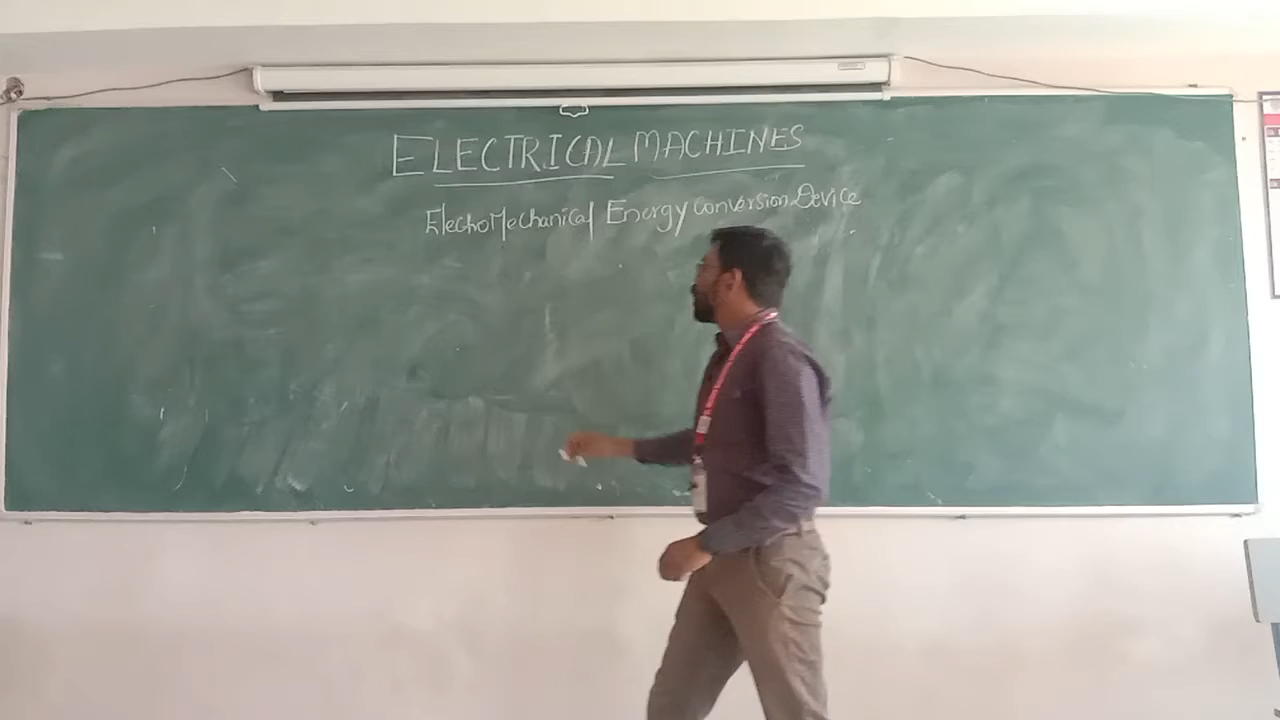 ELECTRICAL MACHINES
ElectroMechanical Energy Conversion Device